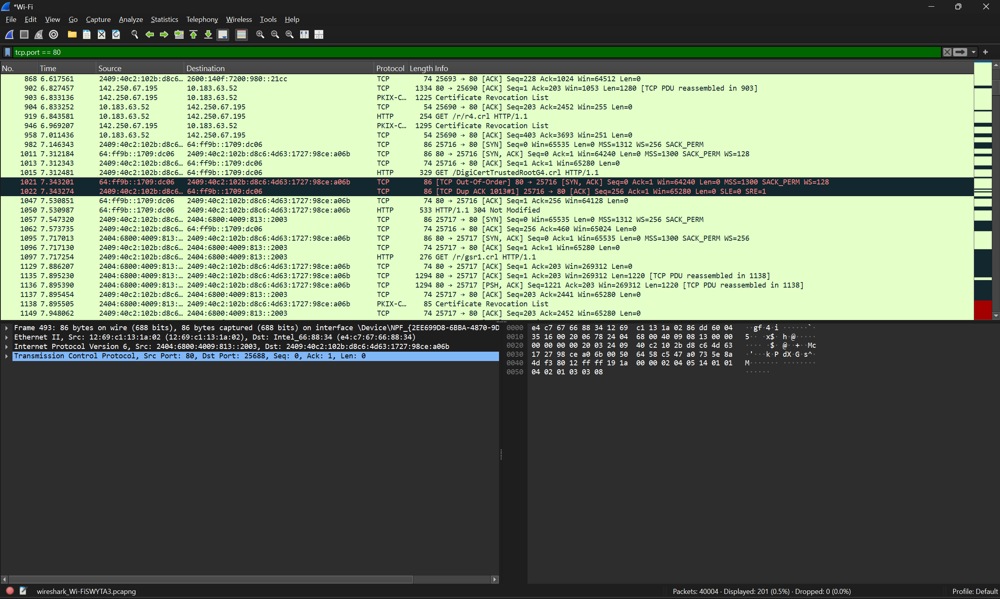 *Wi-Fi
File Edit View Go Capture Analyze Statistics Telephony Wireless Tools Help
tcp.port == 80
No. Time Source Destination Protocol Length Info
868 6.617561 2409:40c2:102b:d8c6… 2600:140f:7200:980::21cc TCP 74 25693 → 80 [ACK] Seq=228 Ack=1024 Win=64512 Len=0
902 6.827457 142.250.67.195 10.183.63.52 TCP 1334 80 → 25690 [ACK] Seq=1 Ack=203 Win=1053 Len=1280 [TCP PDU reassembled in 903]
903 6.833136 142.250.67.195 10.183.63.52 PKIX-C… 1225 Certificate Revocation List
904 6.833252 10.183.63.52 142.250.67.195 TCP 54 25690 → 80 [ACK] Seq=203 Ack=2452 Win=255 Len=0
919 6.843581 10.183.63.52 142.250.67.195 HTTP 254 GET /r/r4.crl HTTP/1.1
946 6.969207 142.250.67.195 10.183.63.52 PKIX-C… 1295 Certificate Revocation List
958 7.011436 10.183.63.52 142.250.67.195 TCP 54 25690 → 80 [ACK] Seq=403 Ack=3693 Win=251 Len=0
982 7.146343 2409:40c2:102b:d8c6… 64:ff9b::1709:dc06 TCP 86 25716 → 80 [SYN] Seq=0 Win=65535 Len=0 MSS=1312 WS=256 SACK_PERM
1011 7.312184 64:ff9b::1709:dc06 2409:40c2:102b:d8c6:4d63:1727:98ce:a06b TCP 86 80 → 25716 [SYN, ACK] Seq=0 Ack=1 Win=64240 Len=0 MSS=1300 SACK_PERM WS=128
1013 7.312343 2409:40c2:102b:d8c6… 64:ff9b::1709:dc06 TCP 74 25716 → 80 [ACK] Seq=1 Ack=1 Win=65280 Len=0
1015 7.312481 2409:40c2:102b:d8c6… 64:ff9b::1709:dc06 HTTP 329 GET /DigiCertTrustedRootG4.crl HTTP/1.1
1021 7.343201 64:ff9b::1709:dc06 2409:40c2:102b:d8c6:4d63:1727:98ce:a06b TCP 86 [TCP Out-Of-Order] 80 → 25716 [SYN, ACK] Seq=0 Ack=1 Win=64240 Len=0 MSS=1300 SACK_PERM WS=128
1022 7.343274 2409:40c2:102b:d8c6… 64:ff9b::1709:dc06 TCP 86 [TCP Dup ACK 1013#1] 25716 → 80 [ACK] Seq=256 Ack=1 Win=65280 Len=0 SLE=0 SRE=1
1047 7.530851 64:ff9b::1709:dc06 2409:40c2:102b:d8c6:4d63:1727:98ce:a06b TCP 74 80 → 25716 [ACK] Seq=1 Ack=256 Win=64128 Len=0
1050 7.530987 64:ff9b::1709:dc06 2409:40c2:102b:d8c6:4d63:1727:98ce:a06b HTTP 533 HTTP/1.1 304 Not Modified
1057 7.547320 2409:40c2:102b:d8c6… 2404:6800:4009:813::2003 TCP 86 25717 → 80 [SYN] Seq=0 Win=65535 Len=0 MSS=1312 WS=256 SACK_PERM
1062 7.573735 2409:40c2:102b:d8c6… 64:ff9b::1709:dc06 TCP 74 25716 → 80 [ACK] Seq=256 Ack=460 Win=65024 Len=0
1095 7.717013 2404:6800:4009:813:… 2409:40c2:102b:d8c6:4d63:1727:98ce:a06b TCP 86 80 → 25717 [SYN, ACK] Seq=0 Ack=1 Win=65535 Len=0 MSS=1300 SACK_PERM WS=256
1096 7.717130 2409:40c2:102b:d8c6… 2404:6800:4009:813::2003 TCP 74 25717 → 80 [ACK] Seq=1 Ack=1 Win=65280 Len=0
1097 7.717254 2409:40c2:102b:d8c6… 2404:6800:4009:813::2003 HTTP 276 GET /r/gsr1.crl HTTP/1.1
1129 7.886207 2404:6800:4009:813:… 2409:40c2:102b:d8c6:4d63:1727:98ce:a06b TCP 74 80 → 25717 [ACK] Seq=1 Ack=203 Win=269312 Len=0
1135 7.895230 2404:6800:4009:813:… 2409:40c2:102b:d8c6:4d63:1727:98ce:a06b TCP 1294 80 → 25717 [ACK] Seq=1 Ack=203 Win=269312 Len=1220 [TCP PDU reassembled in 1138]
1136 7.895390 2404:6800:4009:813:… 2409:40c2:102b:d8c6:4d63:1727:98ce:a06b TCP 1294 80 → 25717 [PSH, ACK] Seq=1221 Ack=203 Win=269312 Len=1220 [TCP PDU reassembled in 1138]
1137 7.895454 2409:40c2:102b:d8c6… 2404:6800:4009:813::2003 TCP 74 25717 → 80 [ACK] Seq=203 Ack=2441 Win=65280 Len=0
1138 7.895505 2404:6800:4009:813:… 2409:40c2:102b:d8c6:4d63:1727:98ce:a06b PKIX-C… 85 Certificate Revocation List
1149 7.948062 2409:40c2:102b:d8c6… 2404:6800:4009:813::2003 TCP 74 25717 → 80 [ACK] Seq=203 Ack=2452 Win=65280 Len=0
Frame 493: 86 bytes on wire (688 bits), 86 bytes captured (688 bits) on interface \Device\NPF_{2EE699D8-6BBA-4870-9D
Ethernet II, Src: 12:69:c1:13:1a:02 (12:69:c1:13:1a:02), Dst: Intel_66:88:34 (e4:c7:67:66:88:34)
Internet Protocol Version 6, Src: 2404:6800:4009:813::2003, Dst: 2409:40c2:102b:d8c6:4d63:1727:98ce:a06b
Transmission Control Protocol, Src Port: 80, Dst Port: 25688, Seq: 0, Ack: 1, Len: 0
0000 e4 c7 67 66 88 34 12 69 c1 13 1a 02 86 dd 60 04 ··gf·4·i ······`·
0010 35 16 00 20 06 78 24 04 68 00 40 09 08 13 00 00 5·· ·x$· h·@·····
0020 00 00 00 00 20 03 24 09 40 c2 10 2b d8 c6 4d 63 ···· ·$· @··+··Mc
0030 17 27 98 ce a0 6b 00 50 64 58 c5 47 a0 73 5e 8a ·'···k·P dX·G·s^·
0040 4d f3 80 12 ff ff 19 1a 00 00 02 04 05 14 01 01 M······· ········
0050 04 02 01 03 03 08 ······
wireshark_Wi-FiSWYTA3.pcapng
Packets: 40004 · Displayed: 201 (0.5%) · Dropped: 0 (0.0%)
Profile: Default